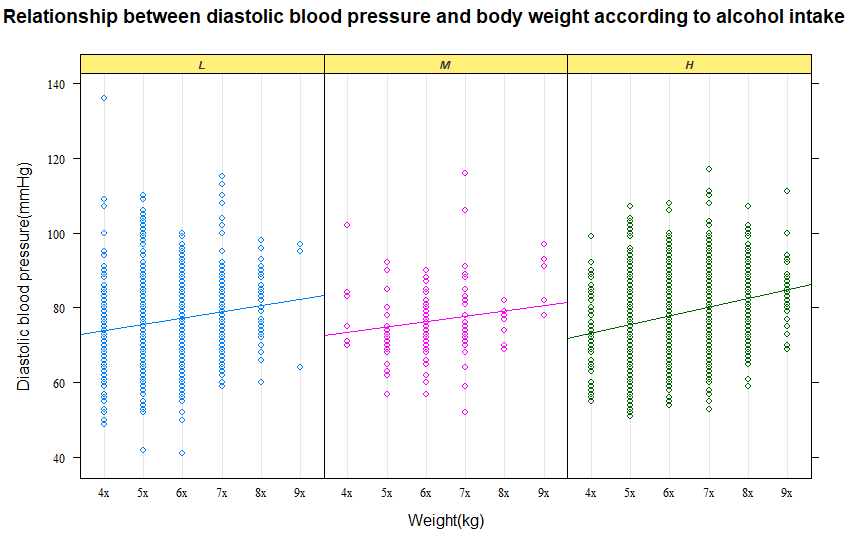 Relationship between diastolic blood pressure and body weight according to alcohol intake
L M H
140
120
100
80
60
40
Diastolic blood pressure(mmHg)
4x 5x 6x 7x 8x 9x 4x 5x 6x 7x 8x 9x 4x 5x 6x 7x 8x 9x
Weight(kg)